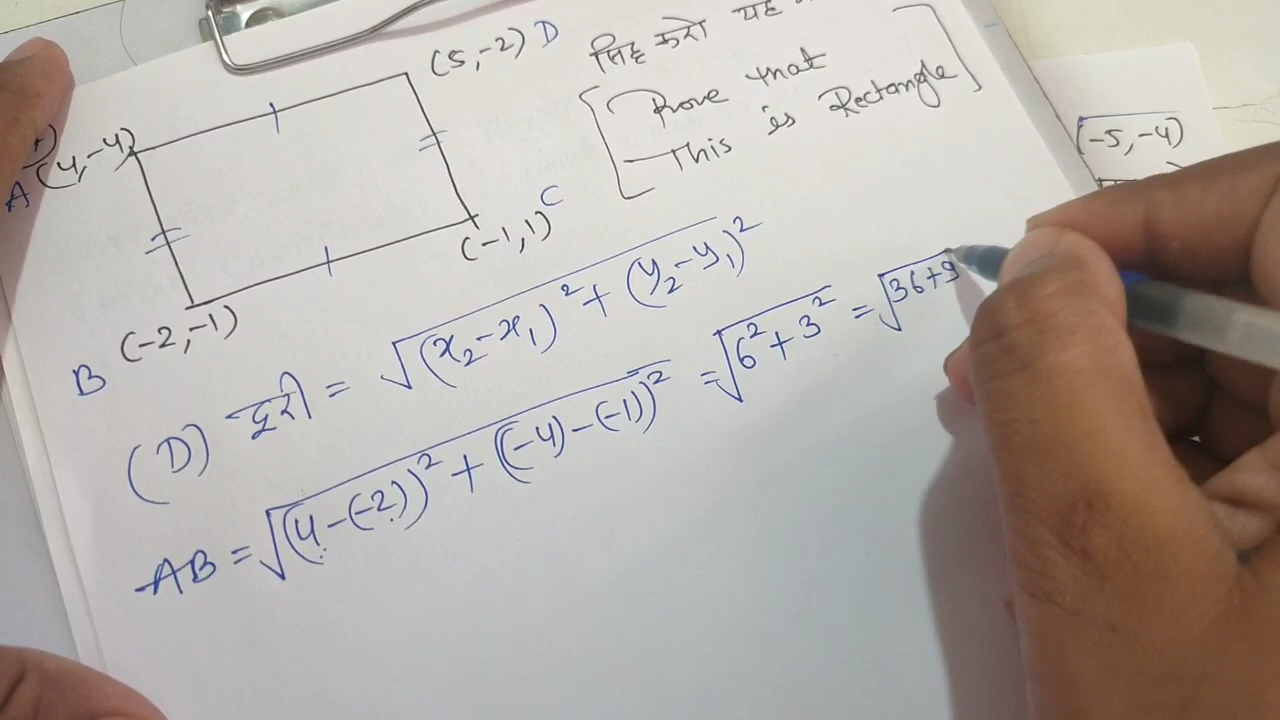 (5,-2) D
सिद्ध करो यह
[Prove that
This is Rectangle]
A (4,-4)
(-5,-4)
(-1,1) C
B (-2,-1)
(D) दूरी = √(x₂-x₁)² + (y₂-y₁)²
AB = √(4-(-2))² + ((-4)-(-1))² = √6²+3² = √36+9